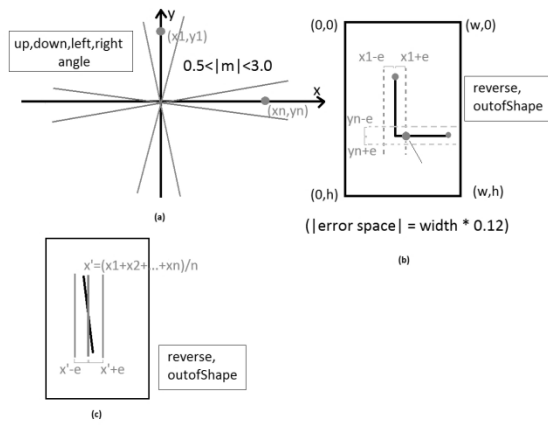 y
up,down,left,right
angle
(x1,y1)
0.5<|m|<3.0
x
(xn,yn)
(a)
(0,0)
(w,0)
x1-e x1+e
yn-e
yn+e
reverse,
outofShape
(0,h)
(w,h)
(|error space| = width * 0.12)
(b)
x'=(x1+x2+...+xn)/n
x'-e x'+e
reverse,
outofShape
(c)